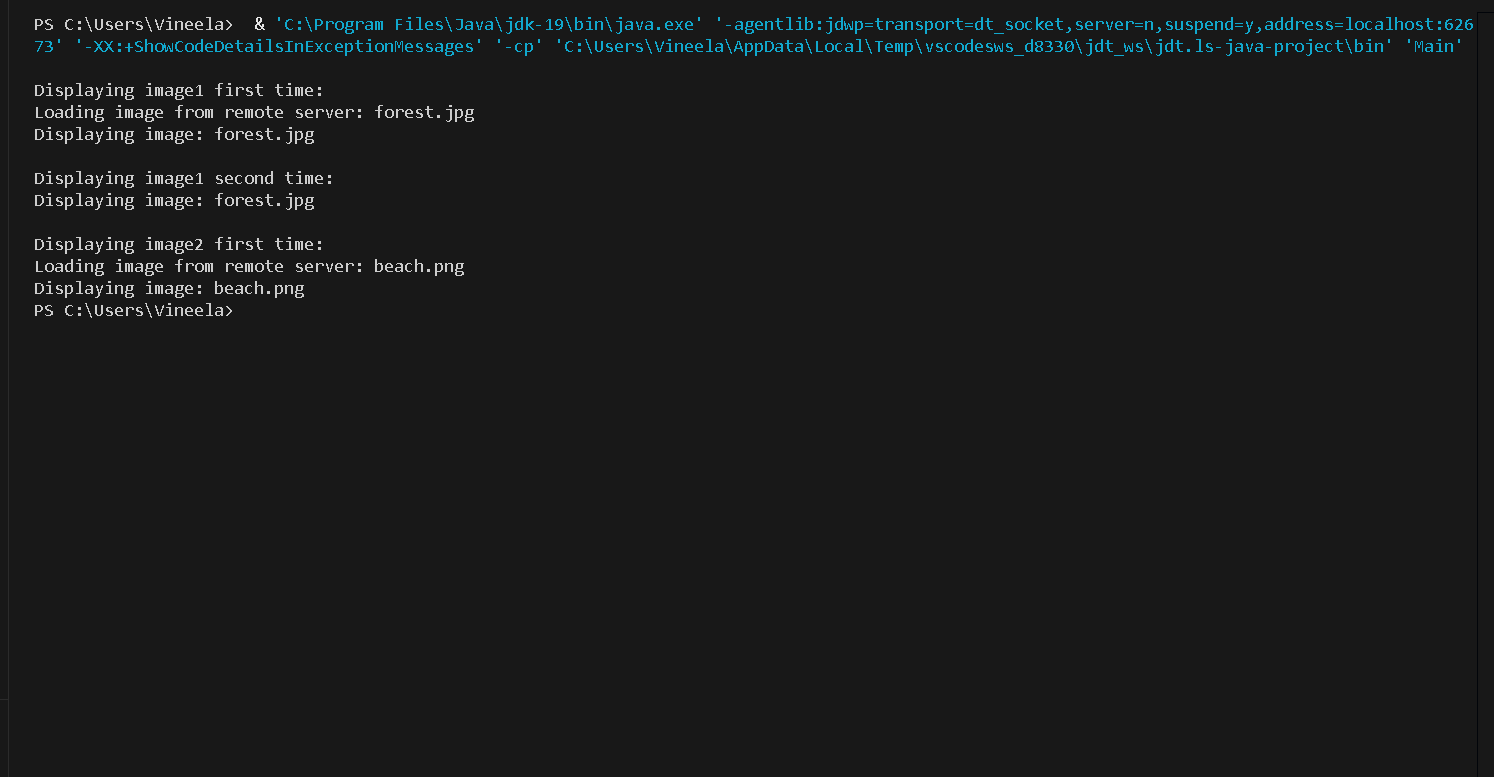 PS C:\Users\Vineela>  & 'C:\Program Files\Java\jdk-19\bin\java.exe' '-agentlib:jdwp=transport=dt_socket,server=n,suspend=y,address=localhost:626
73' '-XX:+ShowCodeDetailsInExceptionMessages' '-cp' 'C:\Users\Vineela\AppData\Local\Temp\vscodesws_d8330\jdt_ws\jdt.ls-java-project\bin' 'Main'
Displaying image1 first time:
Loading image from remote server: forest.jpg
Displaying image: forest.jpg
Displaying image1 second time:
Displaying image: forest.jpg
Displaying image2 first time:
Loading image from remote server: beach.png
Displaying image: beach.png
PS C:\Users\Vineela>